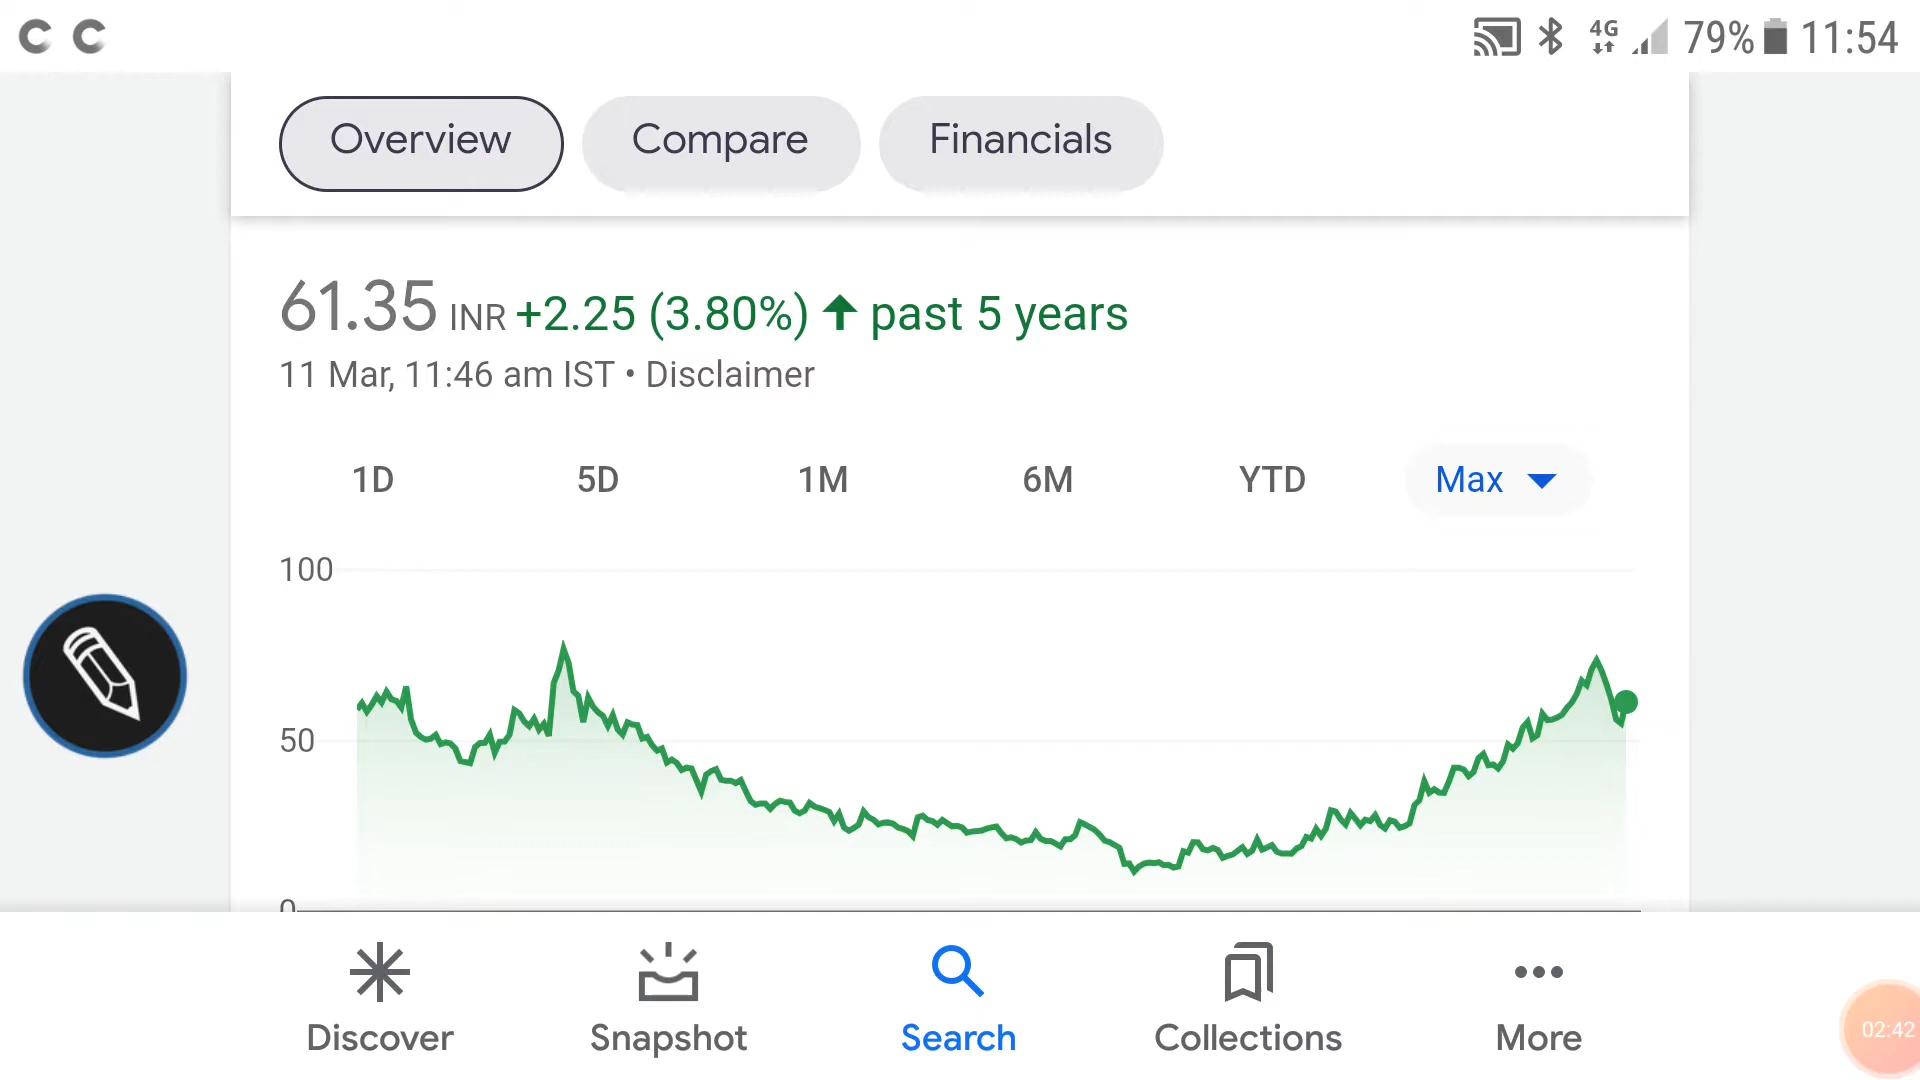 4G 79% 11:54
Overview Compare Financials
61.35 INR +2.25 (3.80%) past 5 years
11 Mar, 11:46 am IST • Disclaimer
1D 5D 1M 6M YTD Max
100
50
0
Discover Snapshot Search Collections More
02:42